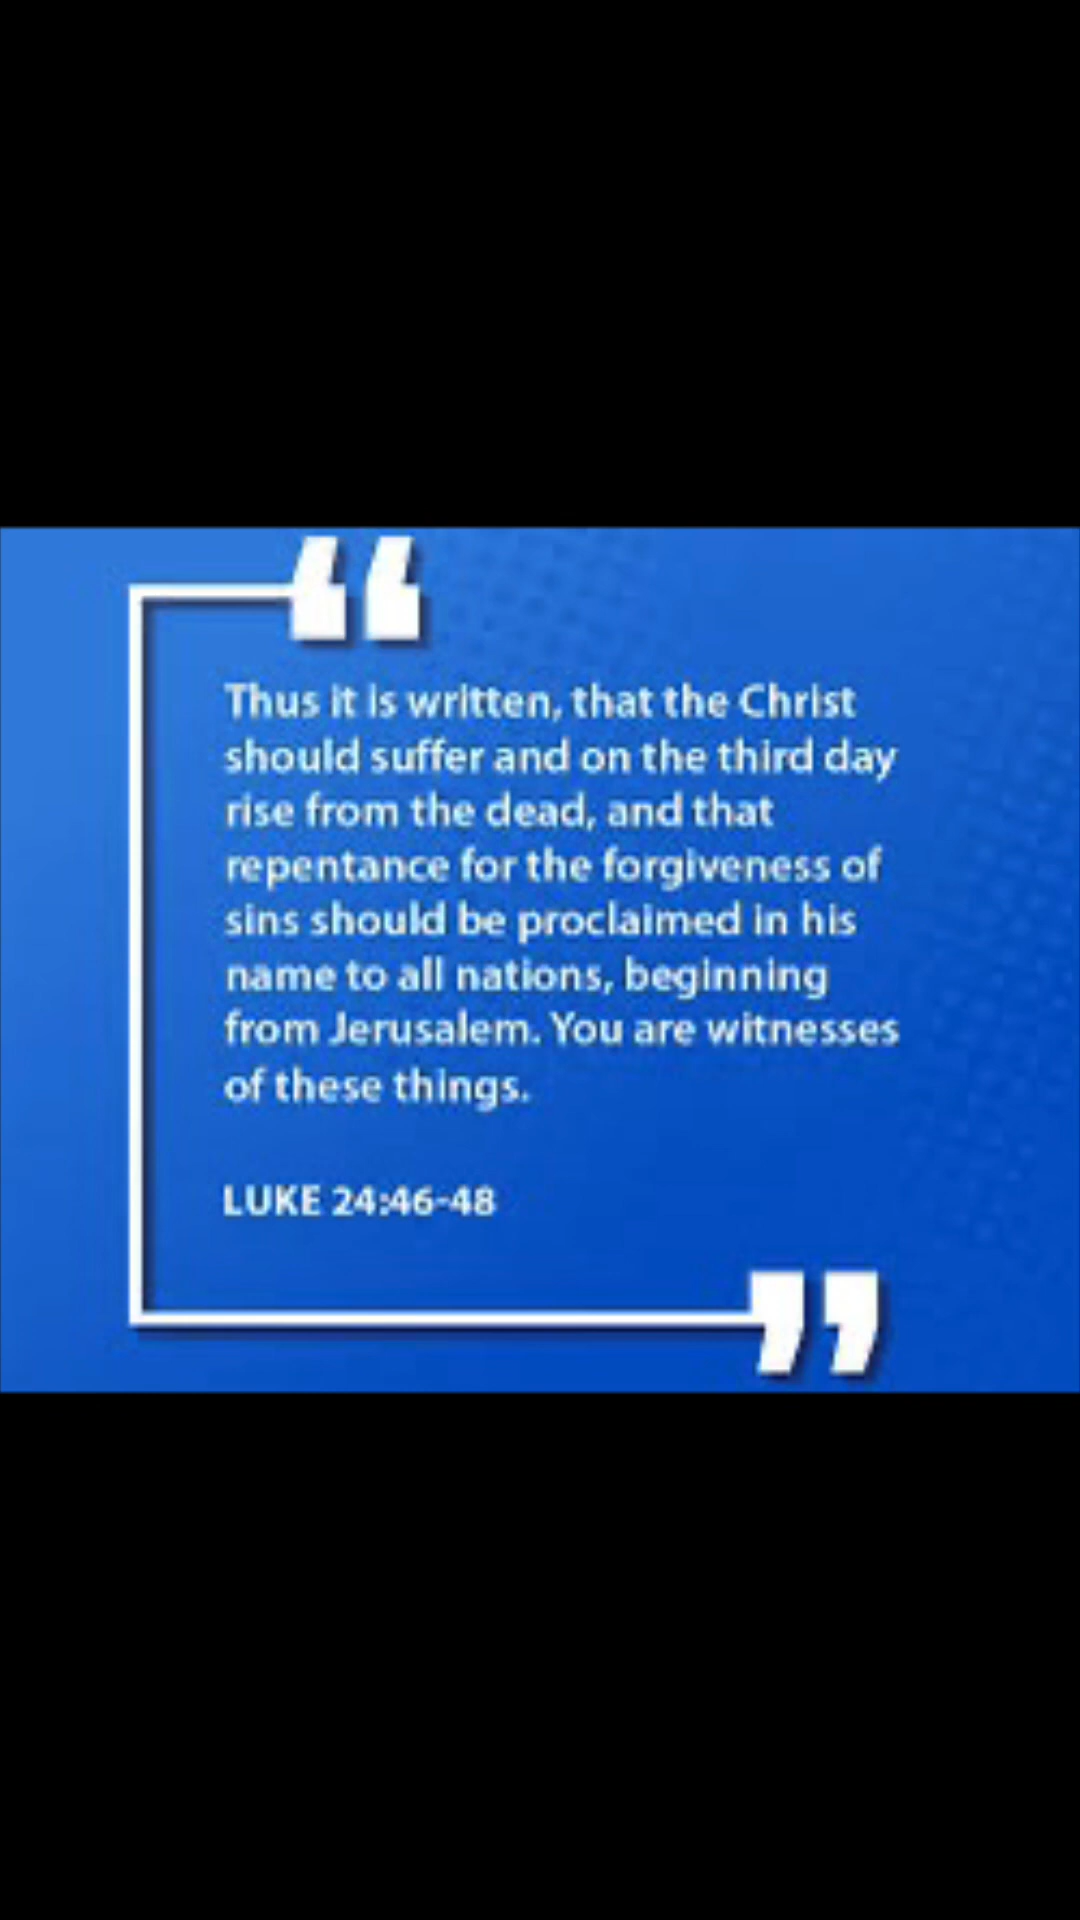 “
Thus it is written, that the Christ
should suffer and on the third day
rise from the dead, and that
repentance for the forgiveness of
sins should be proclaimed in his
name to all nations, beginning
from Jerusalem. You are witnesses
of these things.
LUKE 24:46-48
”